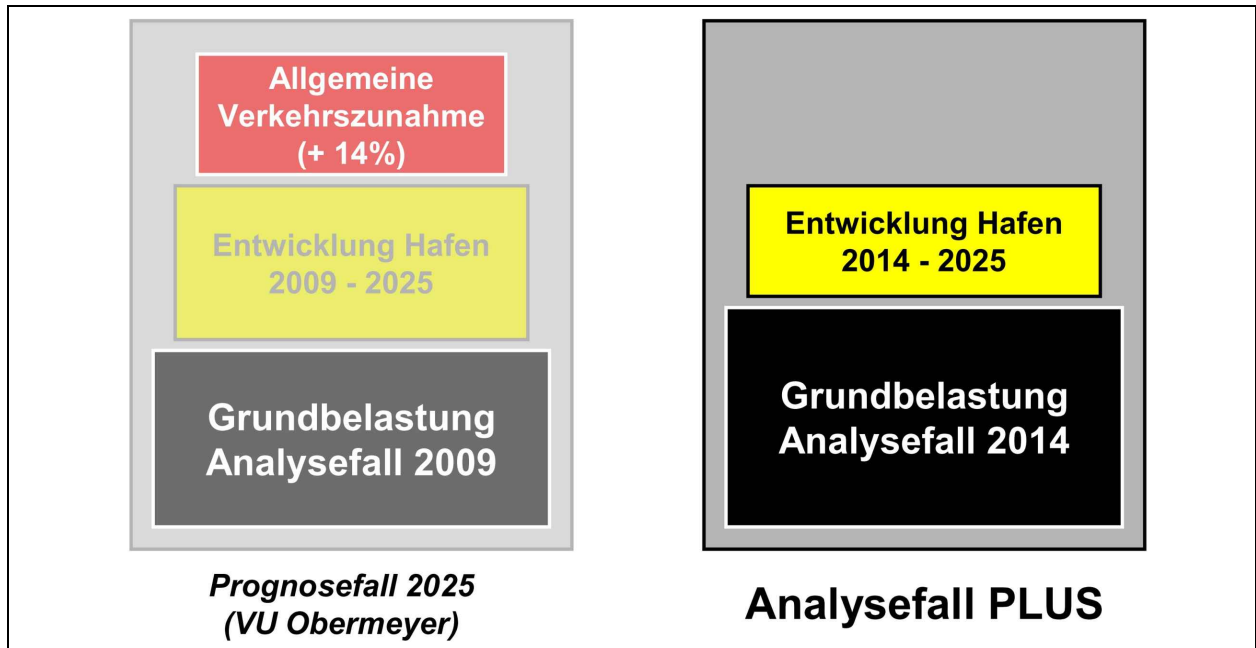 Allgemeine
Verkehrszunahme
(+ 14%)
Entwicklung Hafen
2009 - 2025
Grundbelastung
Analysefall 2009
Prognosefall 2025
(VU Obermeyer)
Entwicklung Hafen
2014 - 2025
Grundbelastung
Analysefall 2014
Analysefall PLUS